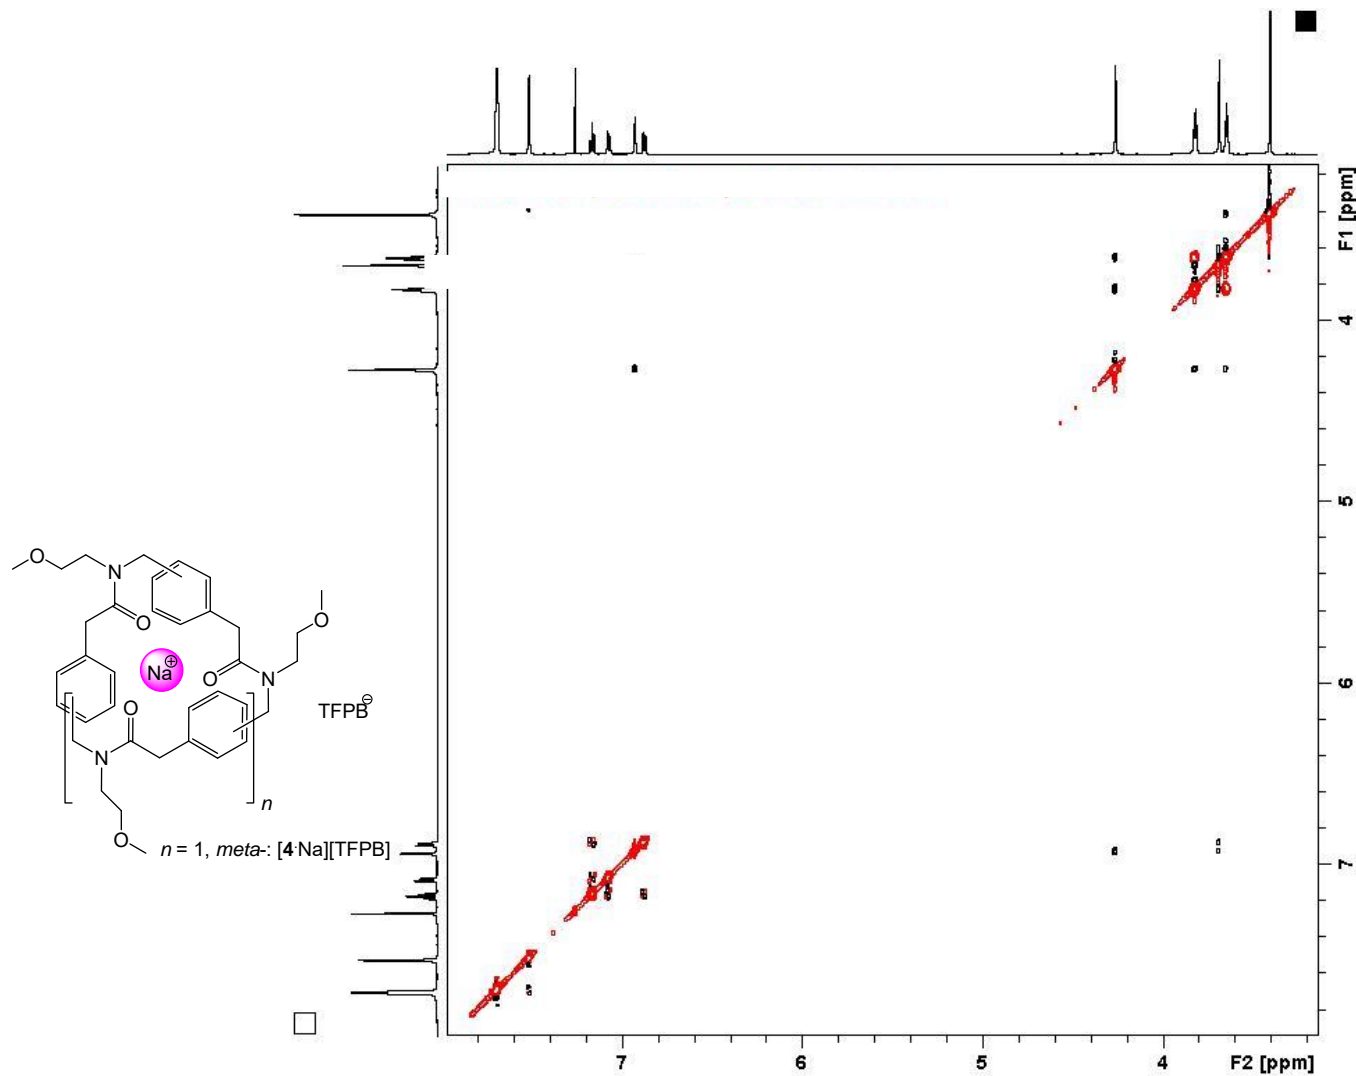 F1 [ppm]
4
5
6
7
7
6
5
4
F2 [ppm]
O
N
O
O
O
N
Na⊕
TFPB⊖
O
N
n
O
n = 1, meta-: [4·Na][TFPB]